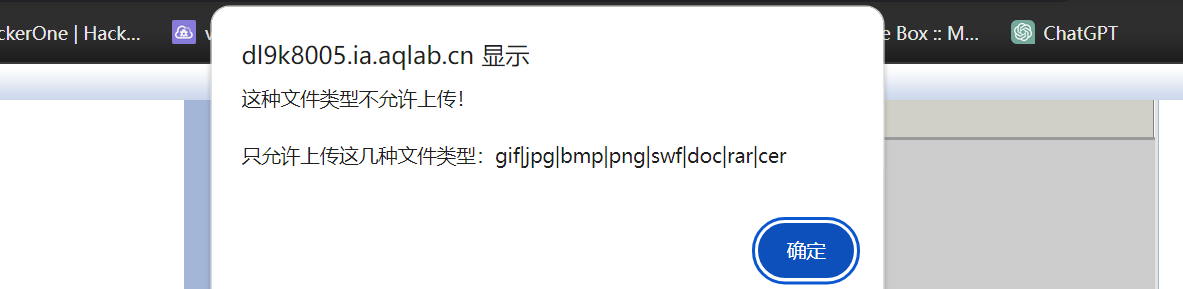 ckerOne | Hack...
e Box :: M...
ChatGPT
dl9k8005.ia.aqlab.cn 显示
这种文件类型不允许上传！
只允许上传这几种文件类型：gif|jpg|bmp|png|swf|doc|rar|cer
确定